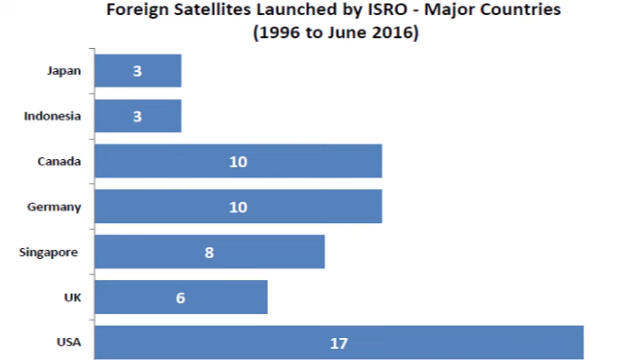 Foreign Satellites Launched by ISRO - Major Countries
(1996 to June 2016)
Japan 3
Indonesia 3
Canada 10
Germany 10
Singapore 8
UK 6
USA 17